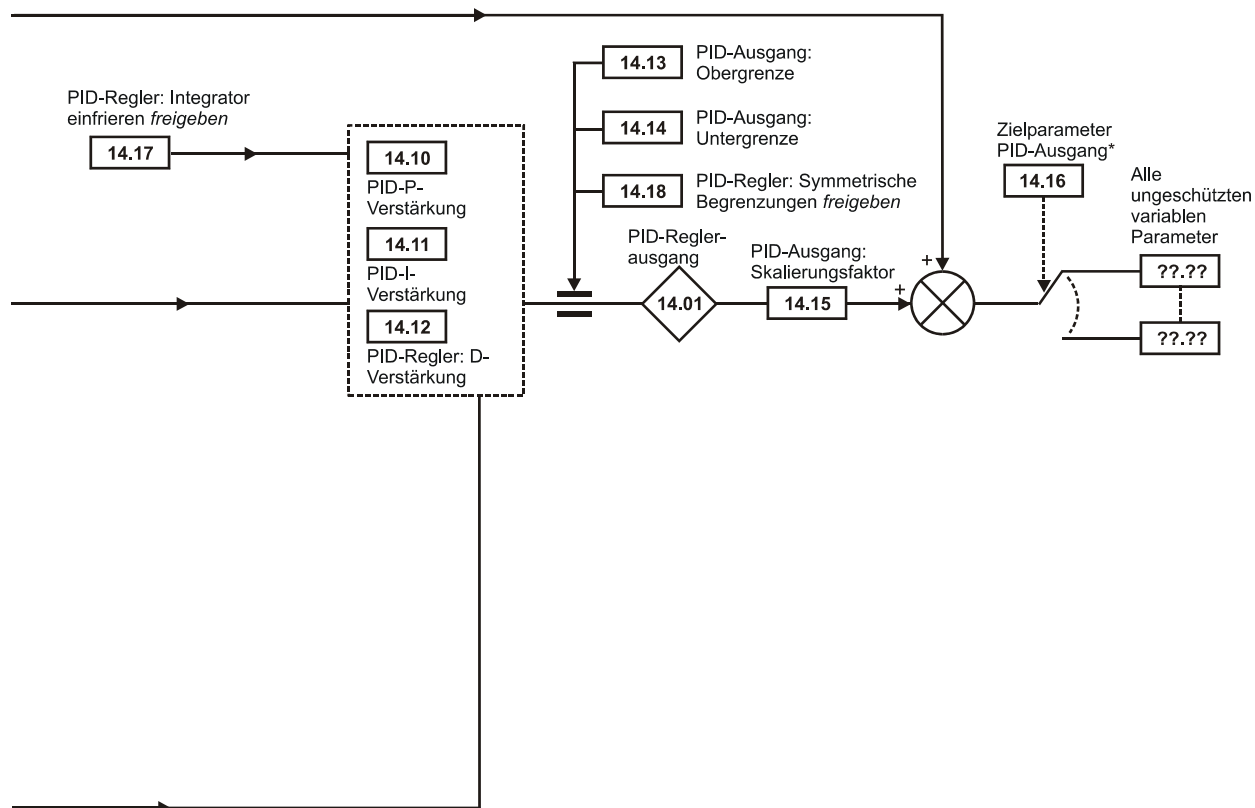 PID-Regler: Integrator
einfrieren freigeben
14.17
14.10
PID-P-
Verstärkung
14.11
PID-I-
Verstärkung
14.12
PID-Regler: D-
Verstärkung
14.13
PID-Ausgang:
Obergrenze
14.14
PID-Ausgang:
Untergrenze
14.18
PID-Regler: Symmetrische
Begrenzungen freigeben
PID-Regler-
ausgang
14.01
PID-Ausgang:
Skalierungsfaktor
14.15
+
+
Zielparameter
PID-Ausgang*
14.16
Alle
ungeschützten
variablen
Parameter
??.??
??.??